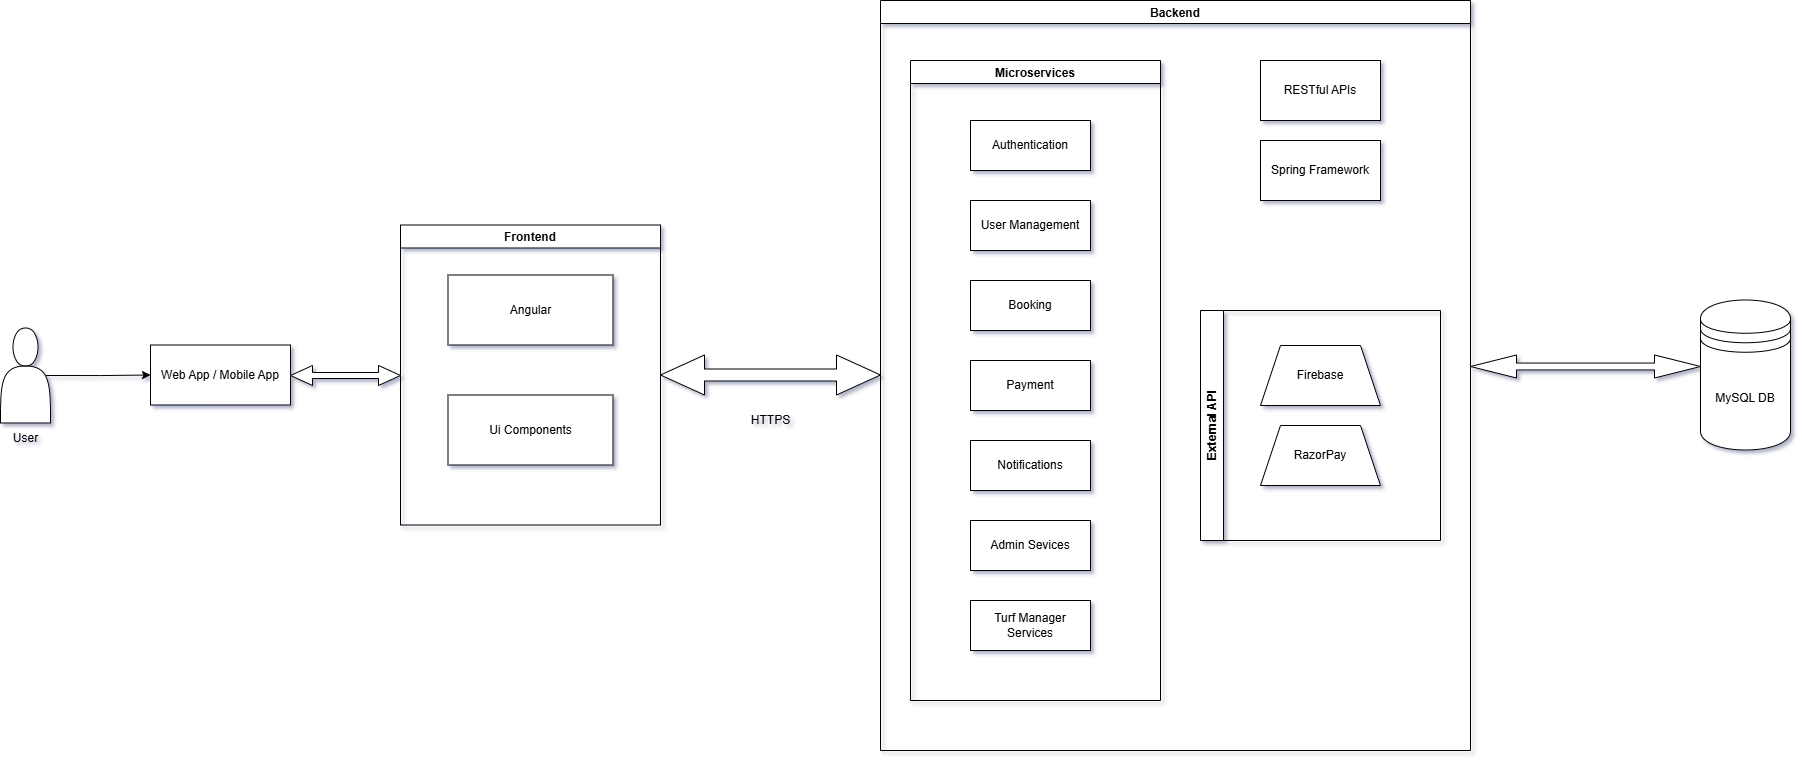 User
Web App / Mobile App
Frontend
Angular
Ui Components
HTTPS
Backend
Microservices
Authentication
User Management
Booking
Payment
Notifications
Admin Sevices
Turf Manager
Services
RESTful APIs
Spring Framework
External API
Firebase
RazorPay
MySQL DB